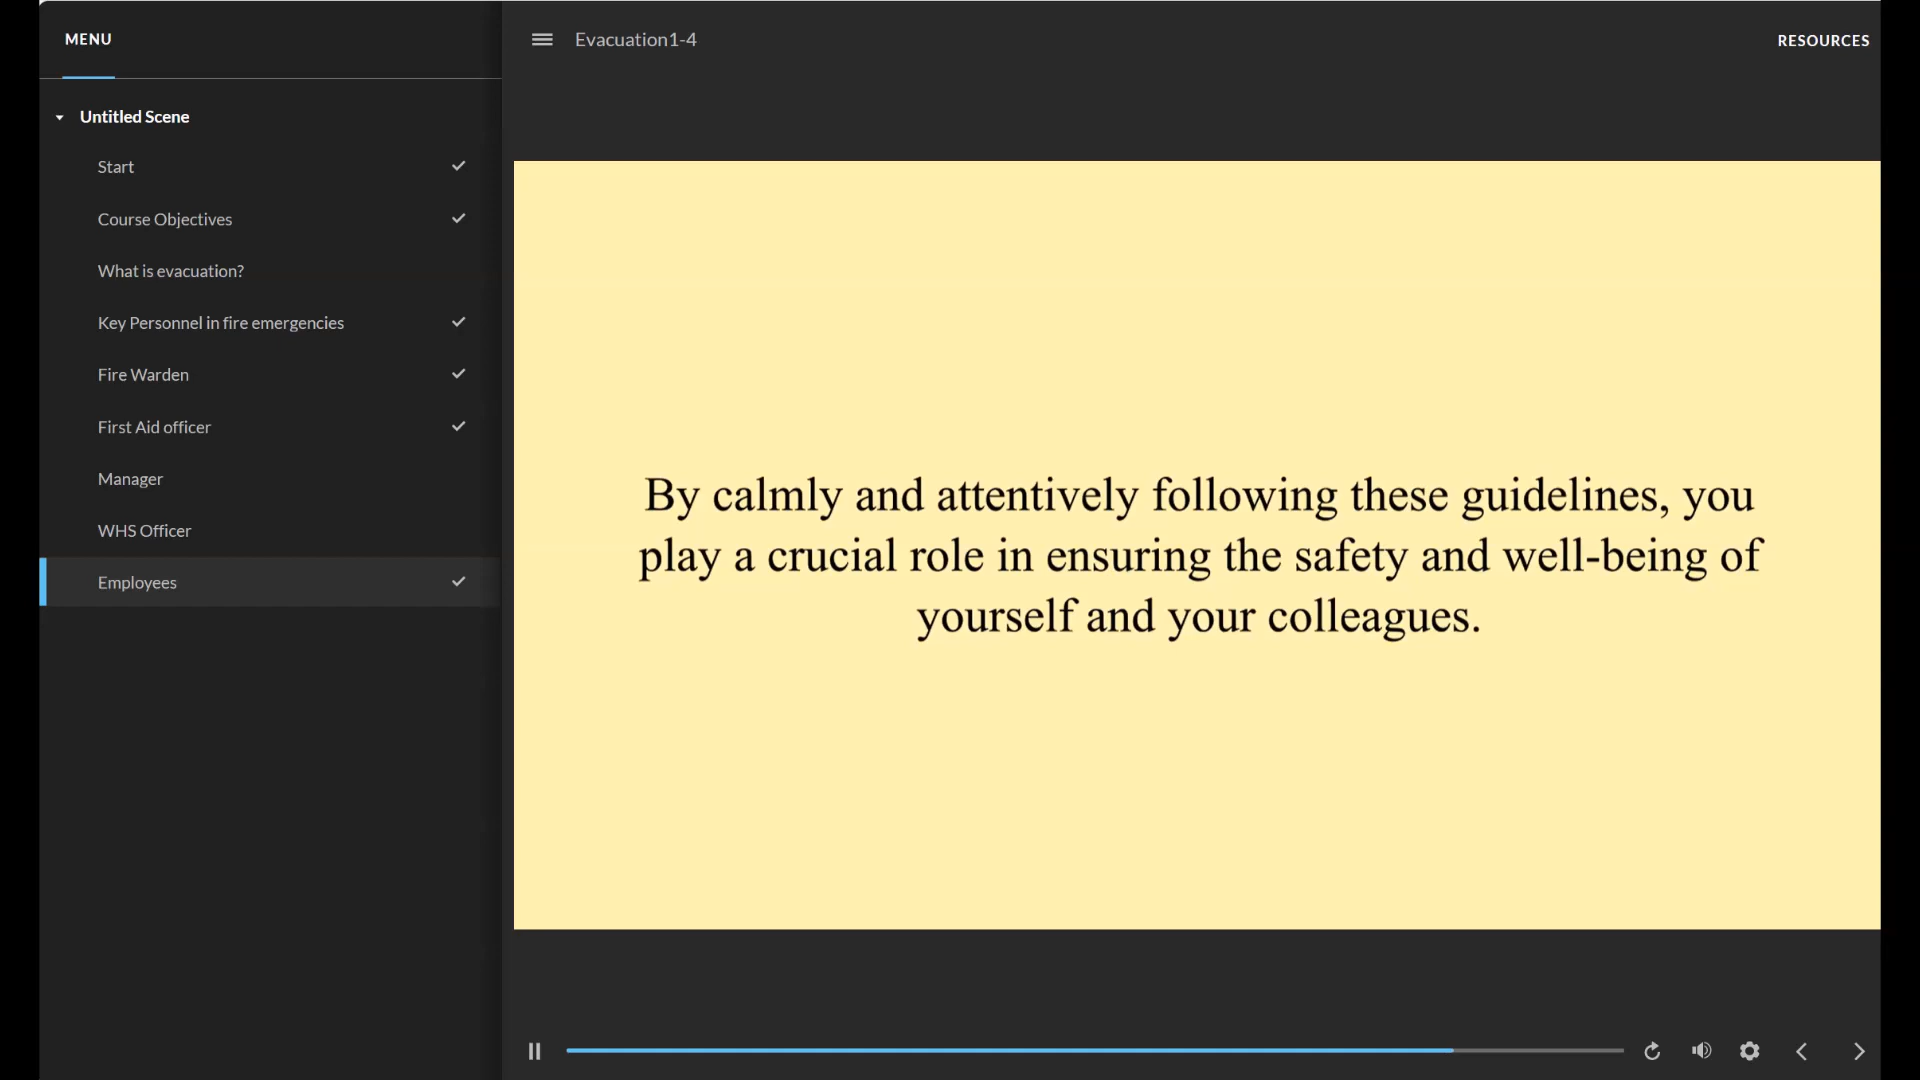 MENU
Evacuation1-4
RESOURCES
Untitled Scene
Start
Course Objectives
What is evacuation?
Key Personnel in fire emergencies
Fire Warden
First Aid officer
Manager
WHS Officer
Employees
By calmly and attentively following these guidelines, you
play a crucial role in ensuring the safety and well-being of
yourself and your colleagues.